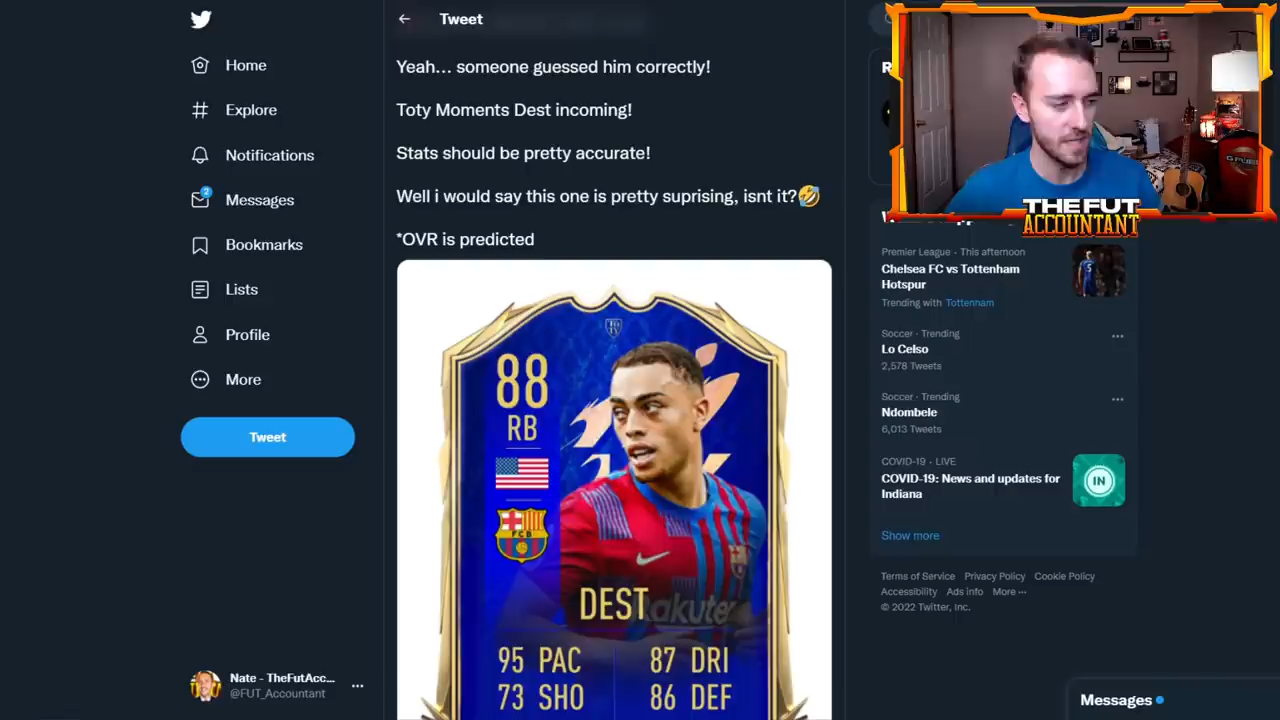 Tweet
Home
Explore
Notifications
2
Messages
Bookmarks
Lists
Profile
More
Tweet
Nate - TheFutAcc...
@FUT_Accountant
Yeah... someone guessed him correctly!
Toty Moments Dest incoming!
Stats should be pretty accurate!
Well i would say this one is pretty suprising, isnt it?🤣
*OVR is predicted
88
RB
FCB
DEST
Rakuten
95 PAC
87 DRI
73 SHO
86 DEF
THE FUT
ACCOUNTANT
Premier League · This afternoon
Chelsea FC vs Tottenham
Hotspur
Trending with Tottenham
Soccer · Trending
Lo Celso
2,578 Tweets
Soccer · Trending
Ndombele
6,013 Tweets
COVID-19 · LIVE
COVID-19: News and updates for
Indiana
IN
Show more
Terms of Service Privacy Policy Cookie Policy
Accessibility Ads info More ···
© 2022 Twitter, Inc.
Messages